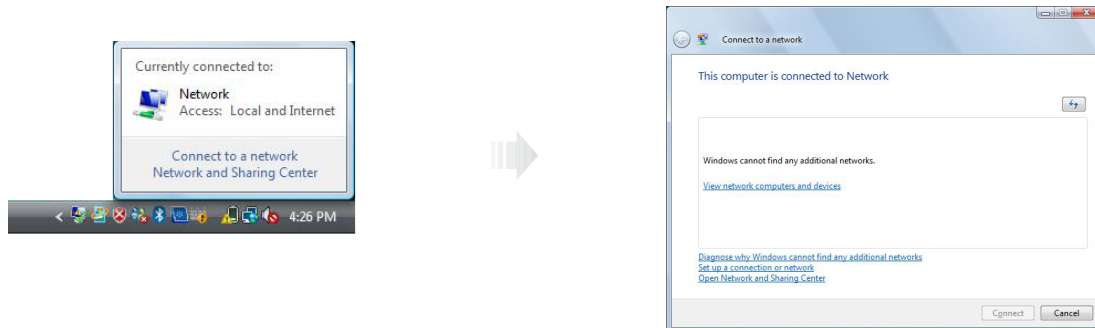 Currently connected to:
Network
Access: Local and Internet
Connect to a network
Network and Sharing Center
< 4:26 PM
Connect to a network
This computer is connected to Network
Windows cannot find any additional networks.
View network computers and devices
Diagnose why Windows cannot find any additional networks
Set up a connection or network
Open Network and Sharing Center
Connect Cancel